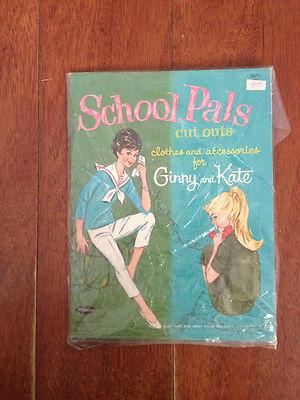 School Pals
cut outs
clothes and accessories
for
Ginny and Kate